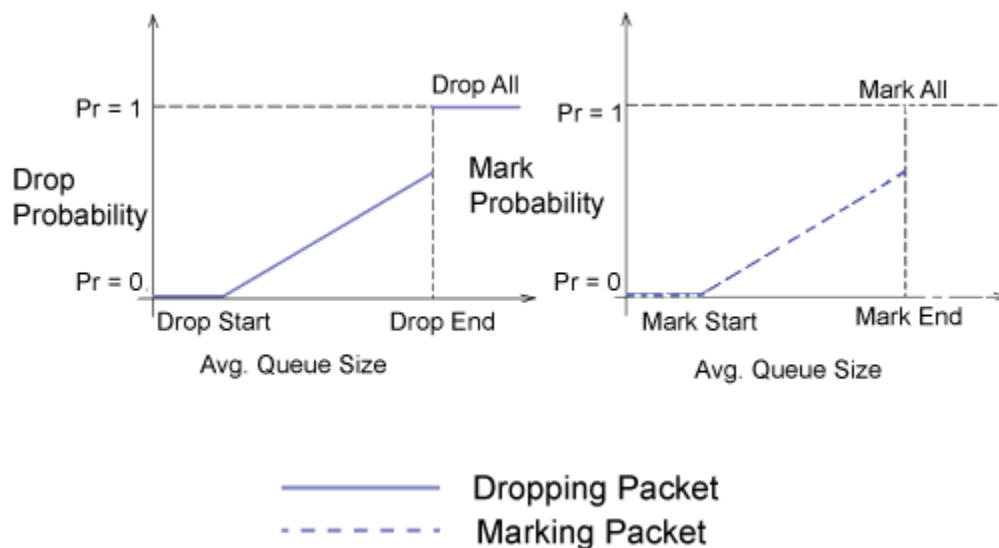 Drop All
Pr = 1
Drop
Probability
Pr = 0
Drop Start
Drop End
Avg. Queue Size
Mark All
Pr = 1
Mark
Probability
Pr = 0
Mark Start
Mark End
Avg. Queue Size
Dropping Packet
Marking Packet